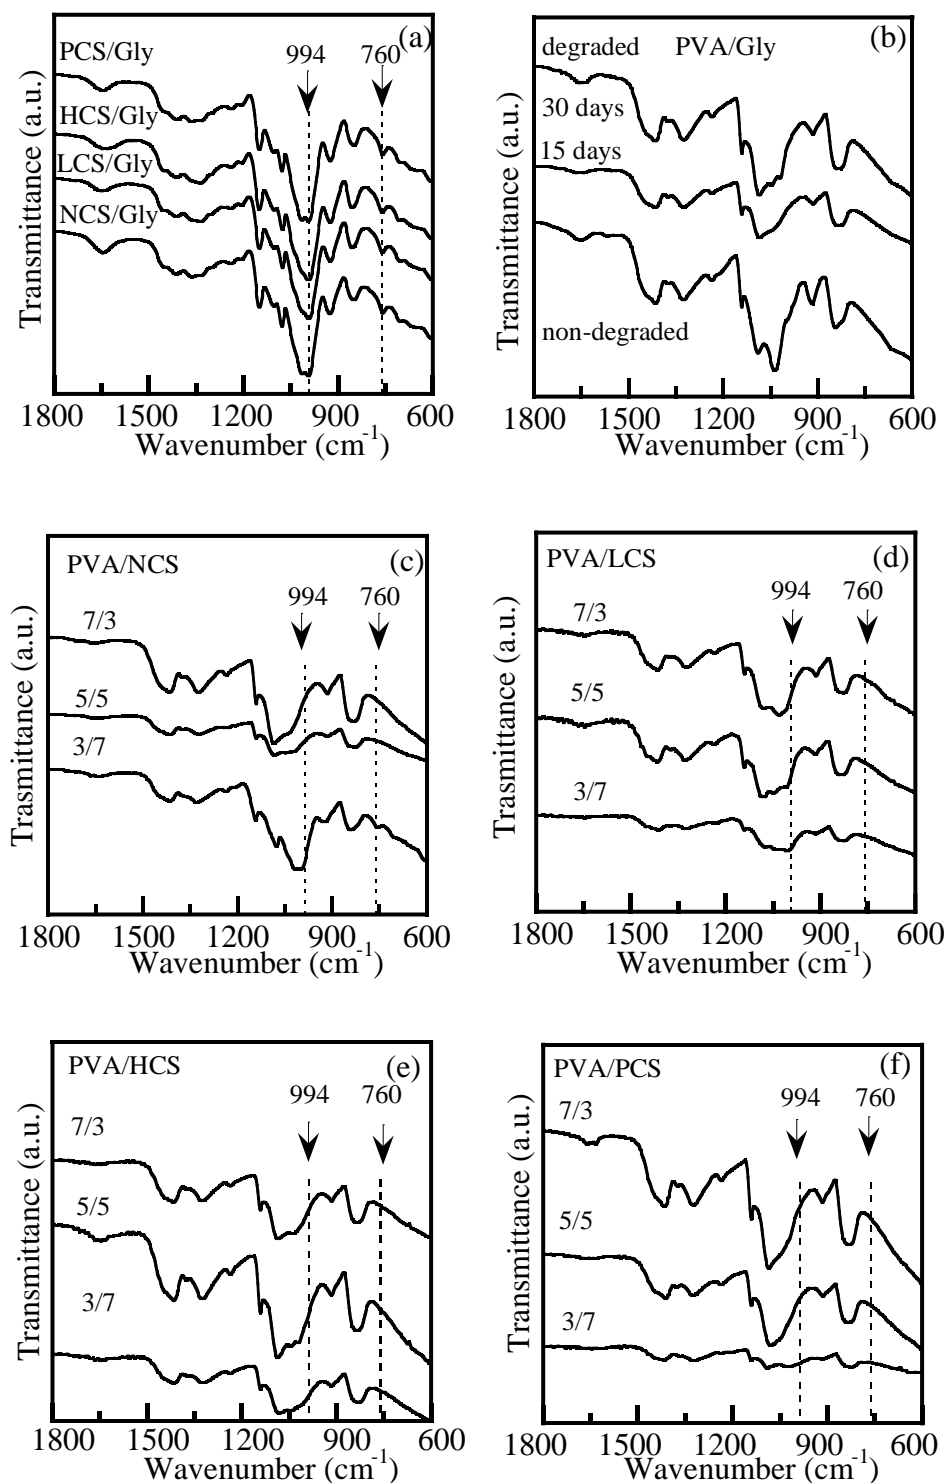 (a)
PCS/Gly
994
760
HCS/Gly
LCS/Gly
NCS/Gly
Transmittance (a.u.)
1800 1500 1200 900 600
Wavenumber (cm-1)
(b)
degraded PVA/Gly
30 days
15 days
non-degraded
Transmittance (a.u.)
1800 1500 1200 900 600
Wavenumber (cm-1)
(c)
PVA/NCS
994 760
7/3
5/5
3/7
Trasmittance (a.u.)
1800 1500 1200 900 600
Wavenumber (cm-1)
(d)
PVA/LCS
994 760
7/3
5/5
3/7
Trasmittance (a.u.)
1800 1500 1200 900 600
Wavenumber (cm-1)
(e)
PVA/HCS
994 760
7/3
5/5
3/7
Transmittance (a.u.)
1800 1500 1200 900 600
Wavenumber (cm-1)
(f)
PVA/PCS
994 760
7/3
5/5
3/7
Transmittance (a.u.)
1800 1500 1200 900 600
Wavenumber (cm-1)